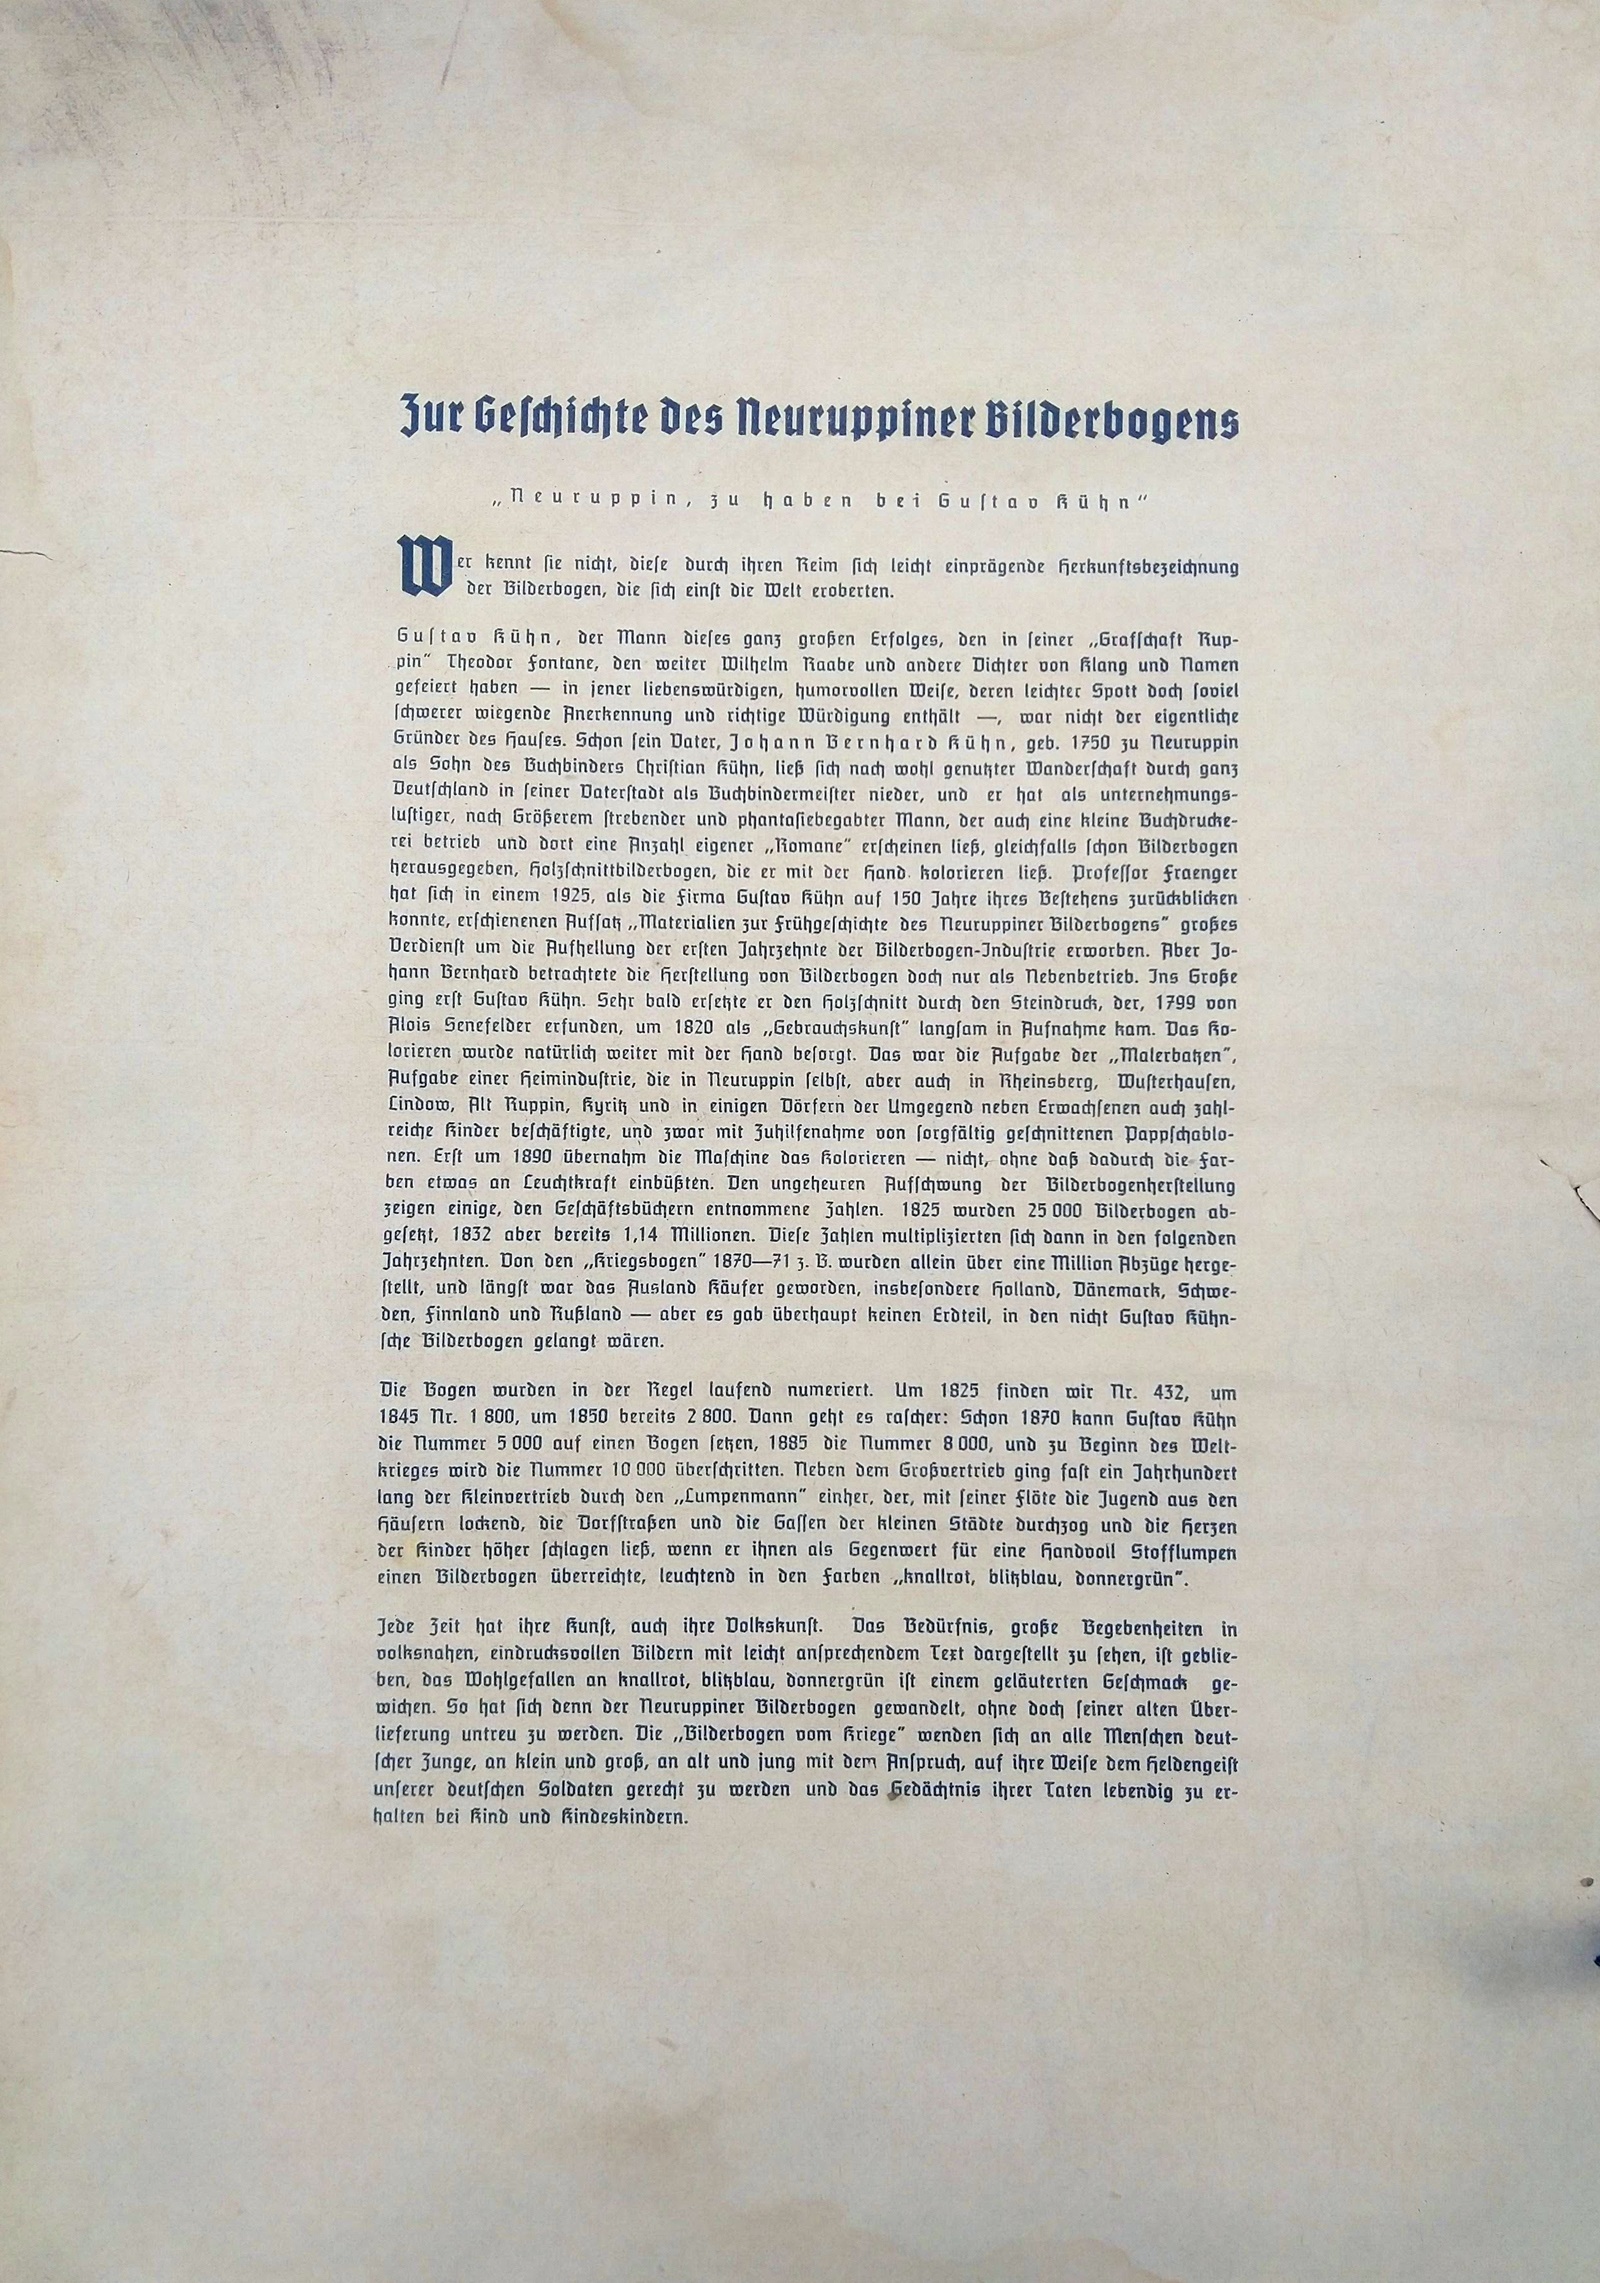 Zur Geschichte des Neuruppiner Bilderbogens
„Neuruppin, zu haben bei Gustav Kühn“
Wer kennt sie nicht, diese durch ihren Reim sich leicht einprägende Herkunftsbezeichnung
der Bilderbogen, die sich einst die Welt eroberten.
Gustav Kühn, der Mann dieses ganz großen Erfolges, den in seiner „Grafschaft Rup-
pin“ Theodor Fontane, den weiter Wilhelm Raabe und andere Dichter von Klang und Namen
gefeiert haben — in jener liebenswürdigen, humorvollen Weise, deren leichter Spott doch soviel
schwerer wiegende Anerkennung und richtige Würdigung enthält —, war nicht der eigentliche
Gründer des Hauses. Schon sein Vater, Johann Bernhard Kühn, geb. 1750 zu Neuruppin
als Sohn des Buchbinders Christian Kühn, ließ sich nach wohl genutzter Wanderschaft durch ganz
Deutschland in seiner Vaterstadt als Buchbindermeister nieder, und er hat als unternehmungs-
lustiger, nach Größerem strebender und phantasiebegabter Mann, der auch eine kleine Buchdrucke-
rei betrieb und dort eine Anzahl eigener „Romane“ erscheinen ließ, gleichfalls schon Bilderbogen
herausgegeben, Holzschnittbilderbogen, die er mit der Hand kolorieren ließ. Professor Fraenger
hat sich in einem 1925, als die Firma Gustav Kühn auf 150 Jahre ihres Bestehens zurückblicken
konnte, erschienenen Aufsatz „Materialien zur Frühgeschichte des Neuruppiner Bilderbogens“ großes
Verdienst um die Aufhellung der ersten Jahrzehnte der Bilderbogen-Industrie erworben. Aber Jo-
hann Bernhard betrachtete die Herstellung von Bilderbogen doch nur als Nebenbetrieb. Ins Große
ging erst Gustav Kühn. Sehr bald ersetzte er den Holzschnitt durch den Steindruck, der, 1799 von
Alois Senefelder erfunden, um 1820 als „Gebrauchskunst“ langsam in Aufnahme kam. Das Ko-
lorieren wurde natürlich weiter mit der Hand besorgt. Das war die Aufgabe der „Malerbatzen“,
Aufgabe einer Heimindustrie, die in Neuruppin selbst, aber auch in Rheinsberg, Wusterhausen,
Lindow, Alt Ruppin, Kyritz und in einigen Dörfern der Umgegend neben Erwachsenen auch zahl-
reiche Kinder beschäftigte, und zwar mit Zuhilfenahme von sorgfältig geschnittenen Pappschablo-
nen. Erst um 1890 übernahm die Maschine das Kolorieren — nicht, ohne daß dadurch die Far-
ben etwas an Leuchtkraft einbüßten. Den ungeheuren Aufschwung der Bilderbogenherstellung
zeigen einige, den Geschäftsbüchern entnommene Zahlen. 1825 wurden 25 000 Bilderbogen ab-
gesetzt, 1832 aber bereits 1,14 Millionen. Diese Zahlen multiplizierten sich dann in den folgenden
Jahrzehnten. Von den „Kriegsbogen“ 1870—71 z. B. wurden allein über eine Million Abzüge herge-
stellt, und längst war das Ausland Käufer geworden, insbesondere Holland, Dänemark, Schwe-
den, Finnland und Rußland — aber es gab überhaupt keinen Erdteil, in den nicht Gustav Kühn-
sche Bilderbogen gelangt wären.
Die Bogen wurden in der Regel laufend numeriert. Um 1825 finden wir Nr. 432, um
1845 Nr. 1 800, um 1850 bereits 2 800. Dann geht es rascher: Schon 1870 kann Gustav Kühn
die Nummer 5 000 auf einen Bogen setzen, 1885 die Nummer 8 000, und zu Beginn des Welt-
krieges wird die Nummer 10 000 überschritten. Neben dem Großvertrieb ging fast ein Jahrhundert
lang der Kleinvertrieb durch den „Lumpenmann“ einher, der, mit seiner Flöte die Jugend aus den
Häusern lockend, die Dorfstraßen und die Gassen der kleinen Städte durchzog und die Herzen
der Kinder höher schlagen ließ, wenn er ihnen als Gegenwert für eine Handvoll Stofflumpen
einen Bilderbogen überreichte, leuchtend in den Farben „knallrot, blitzblau, donnergrün“.
Jede Zeit hat ihre Kunst, auch ihre Volkskunst. Das Bedürfnis, große Begebenheiten in
volksnahen, eindrucksvollen Bildern mit leicht ansprechendem Text dargestellt zu sehen, ist geblie-
ben, das Wohlgefallen an knallrot, blitzblau, donnergrün ist einem geläuterten Geschmack ge-
wichen. So hat sich denn der Neuruppiner Bilderbogen gewandelt, ohne doch seiner alten Über-
lieferung untreu zu werden. Die „Bilderbogen vom Kriege“ wenden sich an alle Menschen deut-
scher Zunge, an klein und groß, an alt und jung mit dem Anspruch, auf ihre Weise dem Heldengeist
unserer deutschen Soldaten gerecht zu werden und das Gedächtnis ihrer Taten lebendig zu er-
halten bei Kind und Kindeskindern.